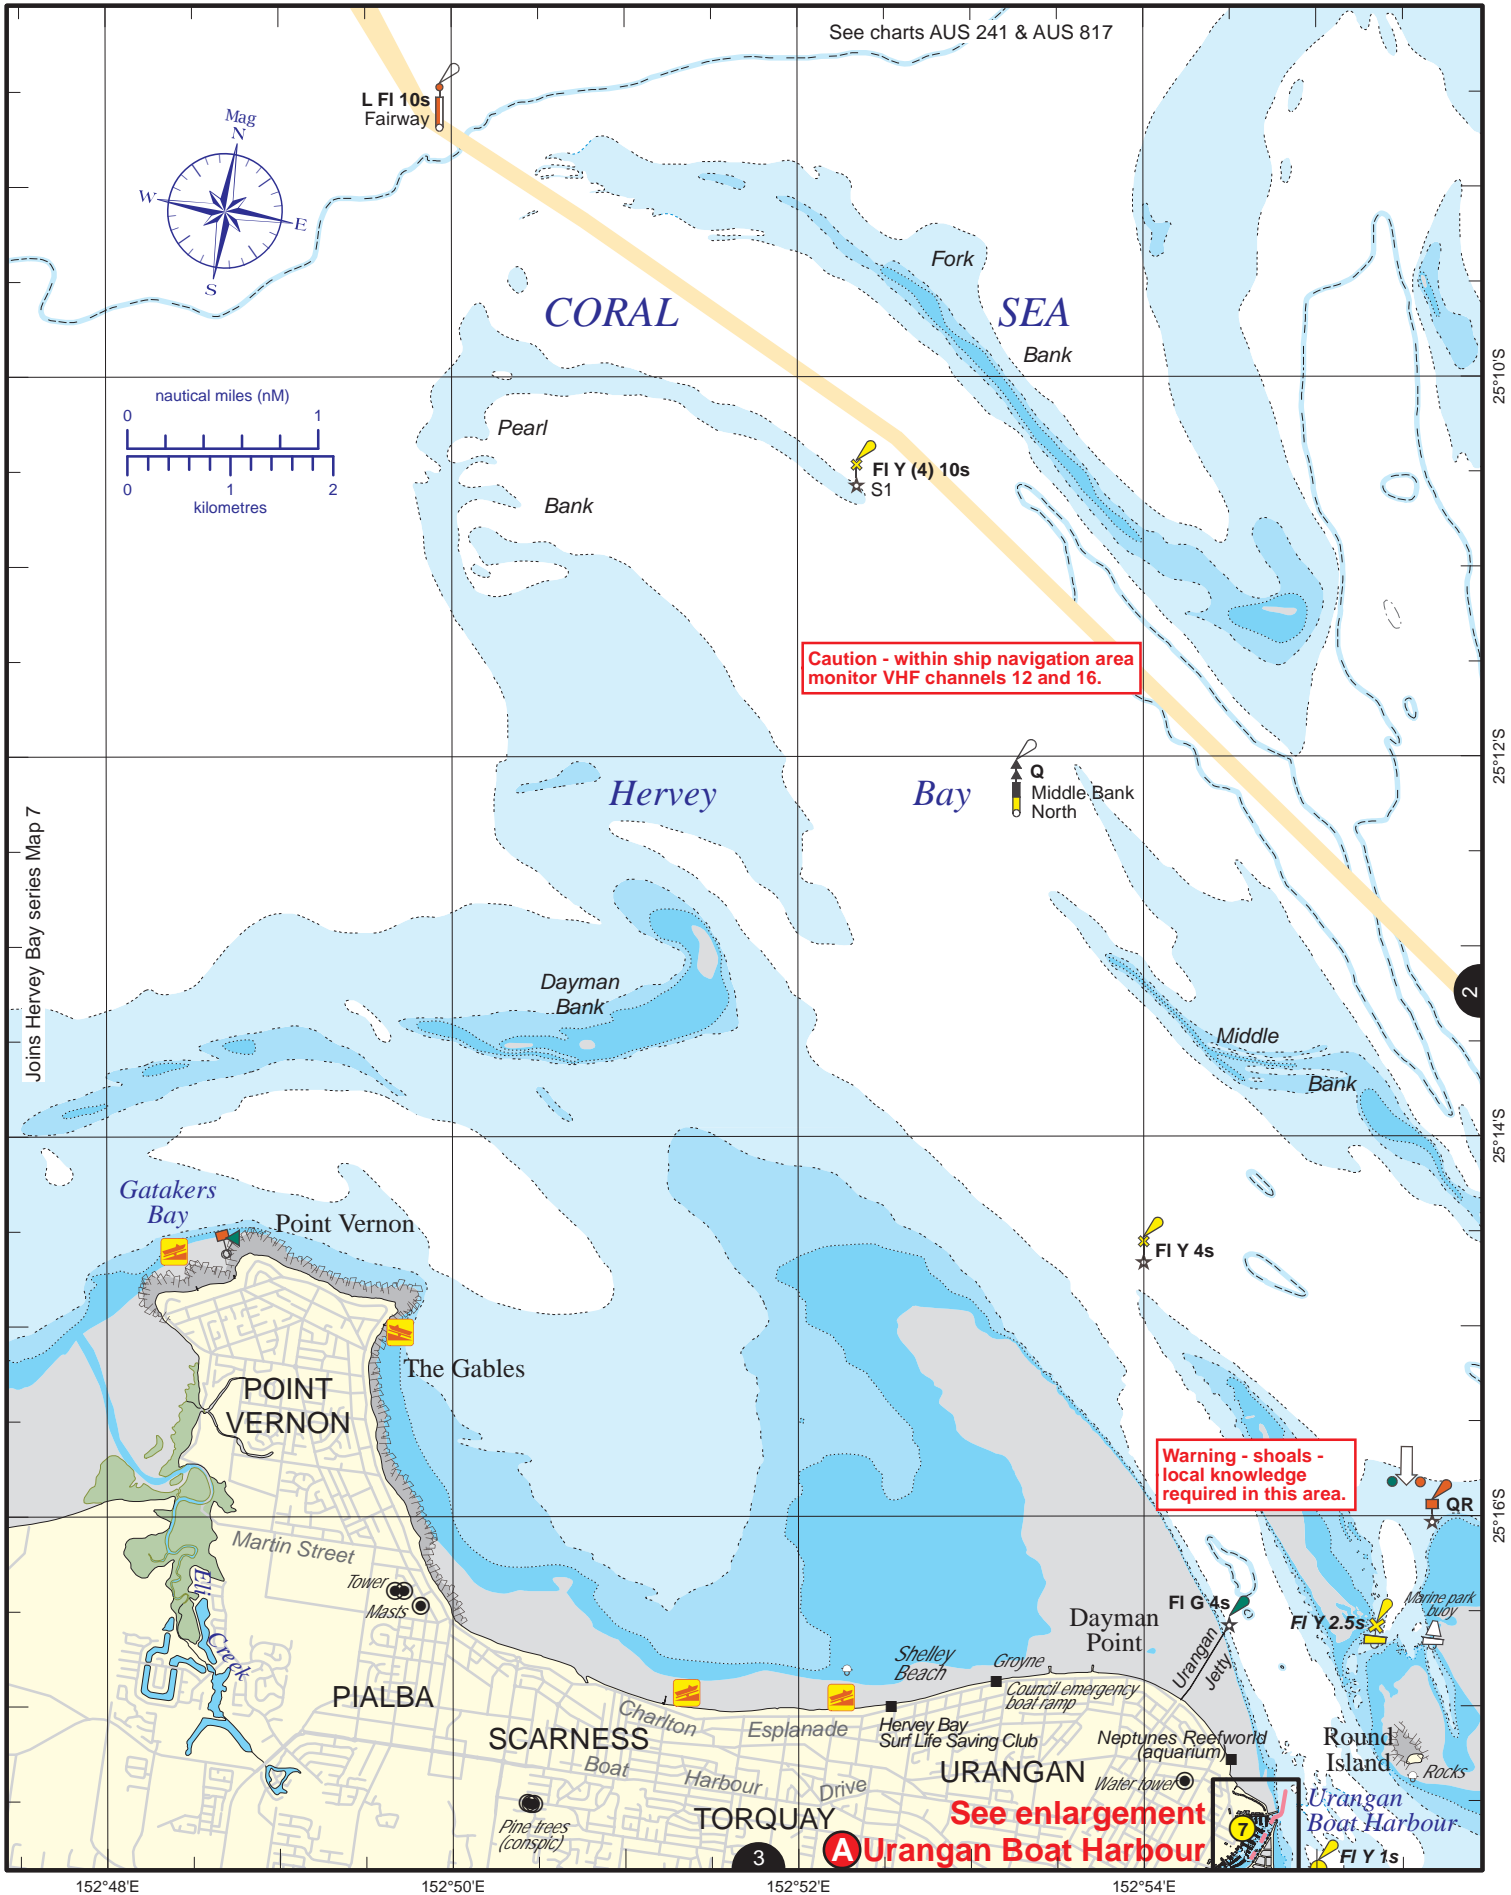 See charts AUS 241 & AUS 817
L Fl 10s
Fairway
Mag
N
W
E
S
Fork
CORAL
SEA
Bank
25°10'S
nautical miles (nM)
0 1
0 1 2
kilometres
Pearl
Bank
Fl Y (4) 10s
S1
Caution - within ship navigation area
monitor VHF channels 12 and 16.
25°12'S
Q
Middle Bank
North
Hervey
Bay
Joins Hervey Bay series Map 7
Dayman
Bank
2
Middle
Bank
25°14'S
Gatakers
Bay
Point Vernon
Fl Y 4s
The Gables
POINT
VERNON
Warning - shoals -
local knowledge
required in this area.
QR
25°16'S
Martin Street
Tower
Masts
Eli
Creek
Fl G 4s
Fl Y 2.5s
Marine park
buoy
Dayman
Point
Urangan
Jetty
Shelley
Beach
Groyne
Council emergency
boat ramp
PIALBA
Charlton
Esplanade
Hervey Bay
Surf Life Saving Club
Neptunes Reefworld
(aquarium)
Round
Island
Rocks
SCARNESS
Boat
Harbour
Drive
URANGAN
Water tower
Pine trees
(conspic)
TORQUAY
See enlargement
A Urangan Boat Harbour
7
Urangan
Boat Harbour
Fl Y 1s
3
152°48'E
152°50'E
152°52'E
152°54'E